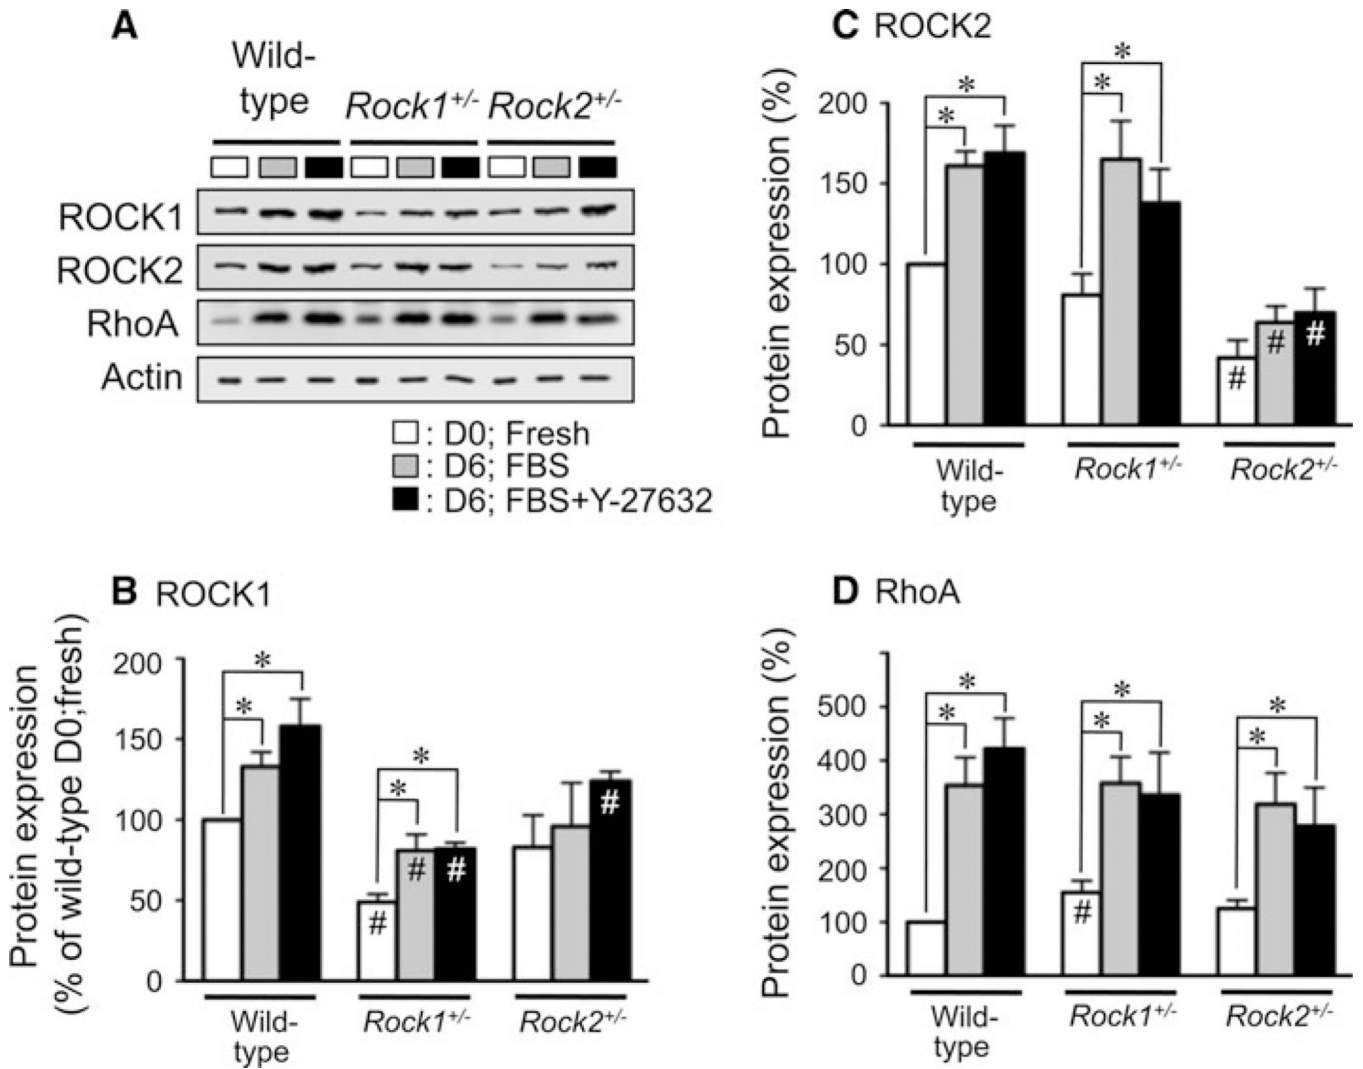 A
Wild-
type
Rock1+/-
Rock2+/-
ROCK1
ROCK2
RhoA
Actin
: D0; Fresh
: D6; FBS
: D6; FBS+Y-27632
B ROCK1
Protein expression
(% of wild-type D0;fresh)
200
150
100
50
0
*
*
*
*
#
#
#
#
Wild-
type
Rock1+/-
Rock2+/-
C ROCK2
Protein expression (%)
200
150
100
50
0
*
*
*
*
#
#
#
Wild-
type
Rock1+/-
Rock2+/-
D RhoA
Protein expression (%)
500
400
300
200
100
0
*
*
*
*
*
*
#
Wild-
type
Rock1+/-
Rock2+/-